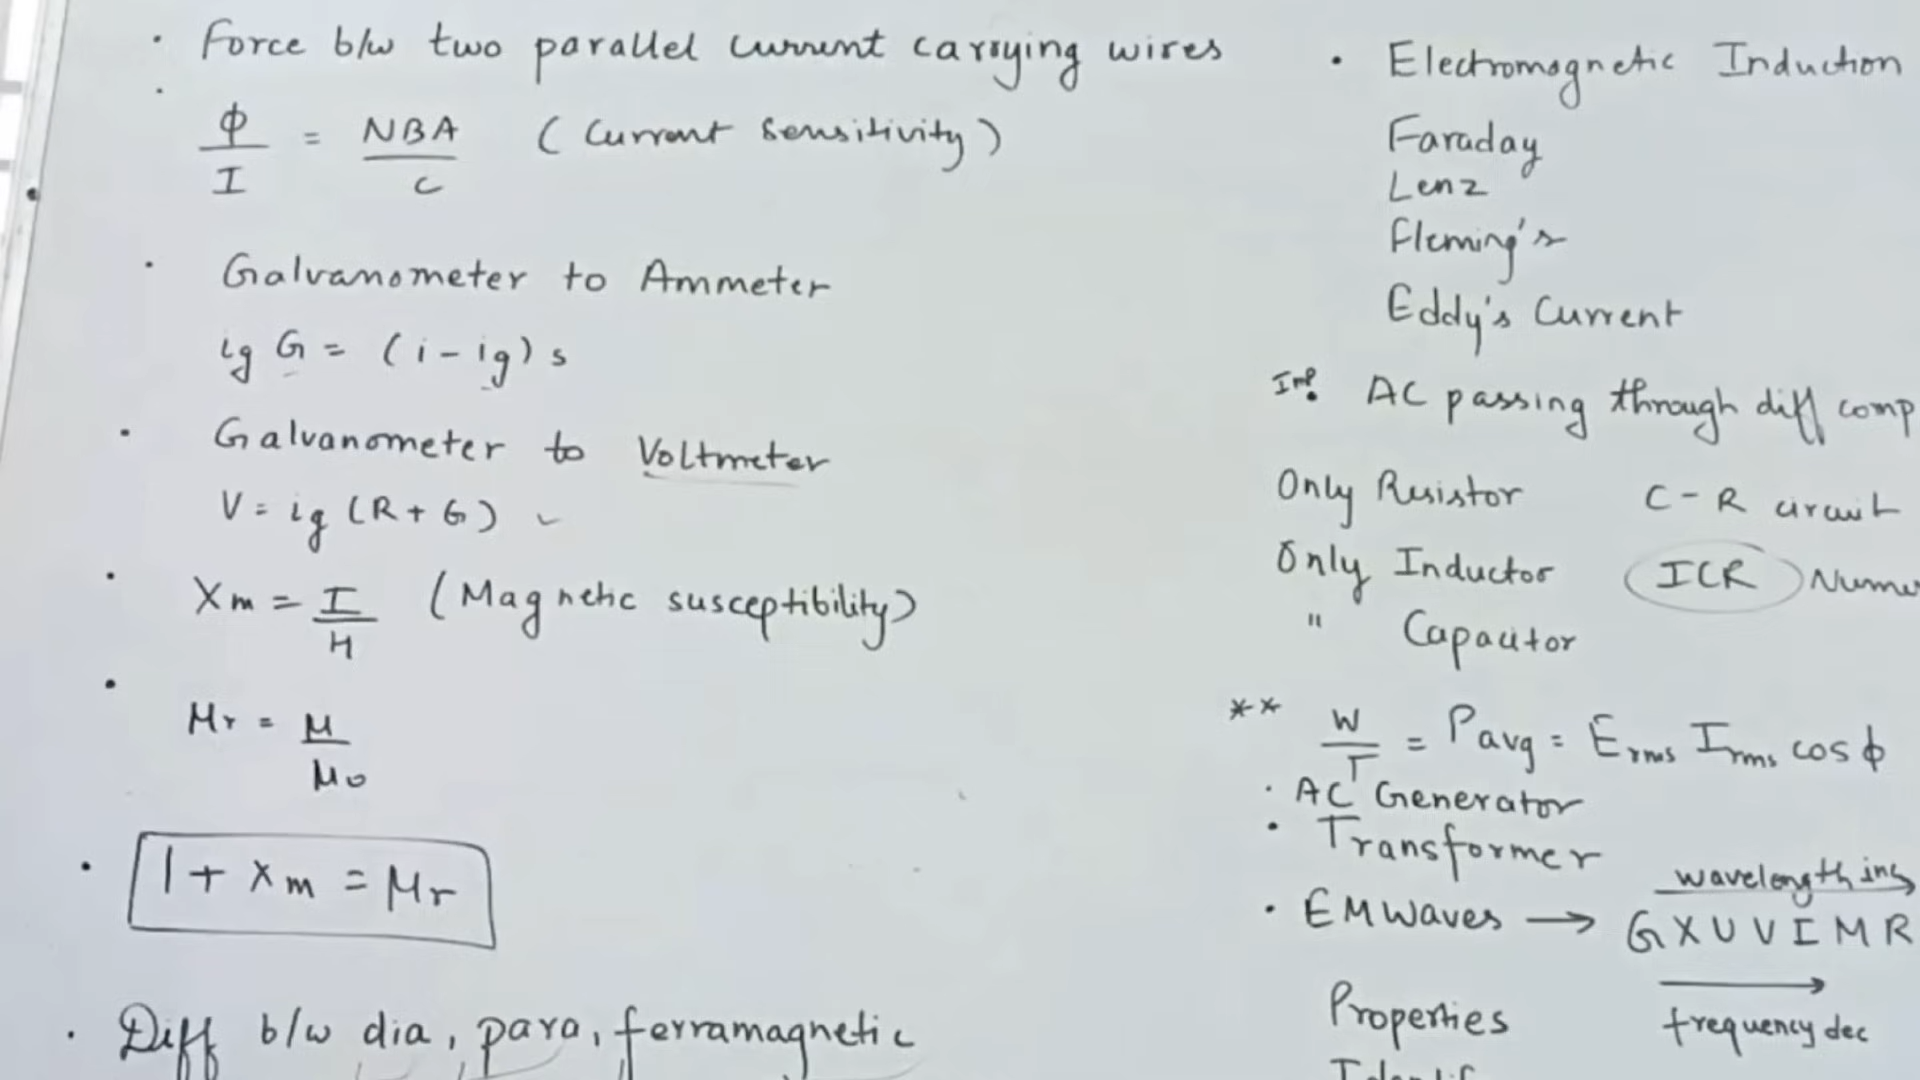 • Force b/w two parallel current carrying wires
• ϕ/I = NBA/C (Current sensitivity)
• Galvanometer to Ammeter
ig G = (i - ig) s
• Galvanometer to Voltmeter
V = ig (R + G)
• Xm = I/H (Magnetic susceptibility)
• μr = μ/μ0
• 1 + Xm = μr
• Diff b/w dia, para, ferramagnetic
• Electromagnetic Induction
Faraday
Lenz
Fleming's
Eddy's Current
Imp. AC passing through diff comp
Only Resistor C - R circuit
Only Inductor ICR
" Capacitor
** W/T = Pavg = Erms Irms cos ϕ
• AC Generator
• Transformer
wavelength inc
• EM Waves → G X U V I M R
Properties
frequency dec